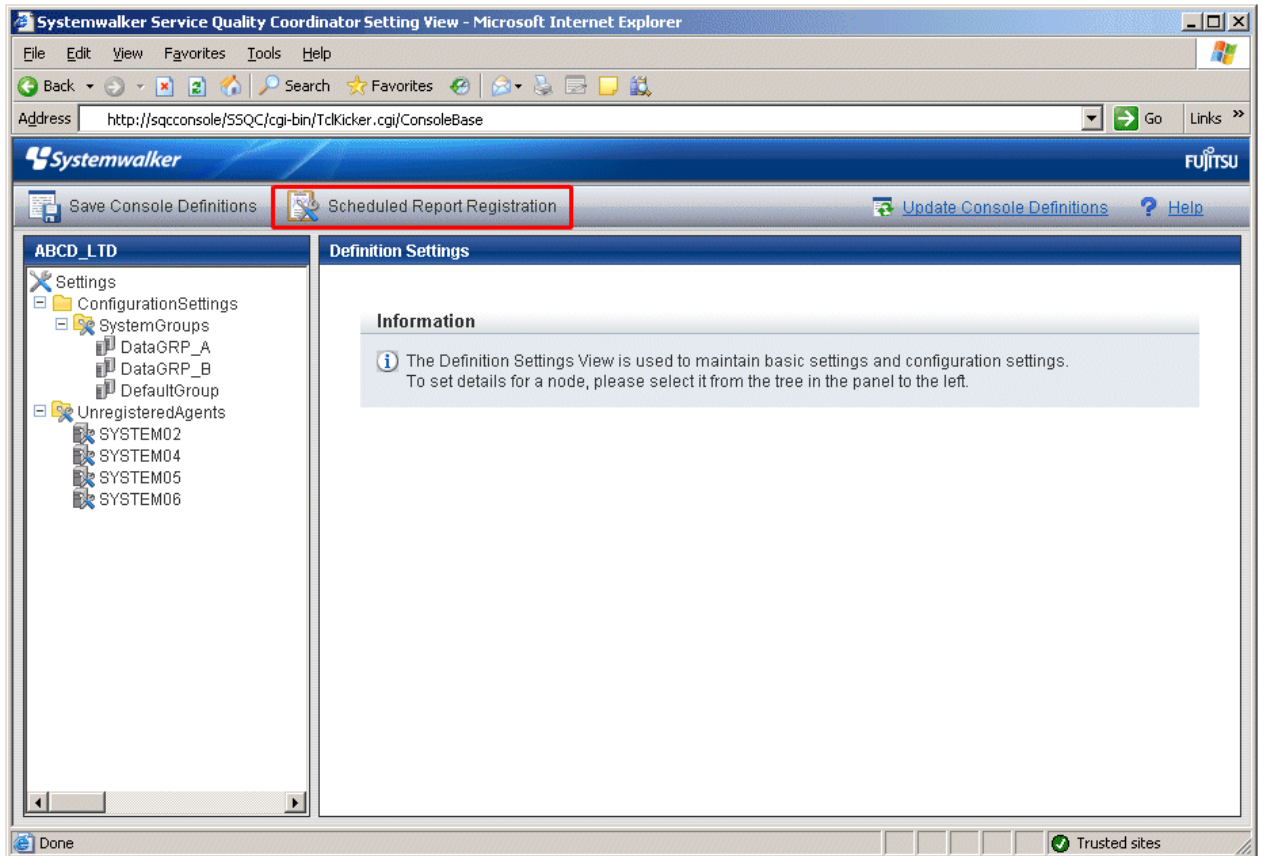 Systemwalker Service Quality Coordinator Setting View - Microsoft Internet Explorer
File Edit View Favorites Tools Help
Back Search Favorites
Address http://sqcconsole/SSQC/cgi-bin/TclKicker.cgi/ConsoleBase Go Links »
Systemwalker FUJITSU
Save Console Definitions Scheduled Report Registration Update Console Definitions ? Help
ABCD_LTD
Settings
ConfigurationSettings
SystemGroups
DataGRP_A
DataGRP_B
DefaultGroup
UnregisteredAgents
SYSTEM02
SYSTEM04
SYSTEM05
SYSTEM06
Definition Settings
Information
The Definition Settings View is used to maintain basic settings and configuration settings.
To set details for a node, please select it from the tree in the panel to the left.
Done Trusted sites